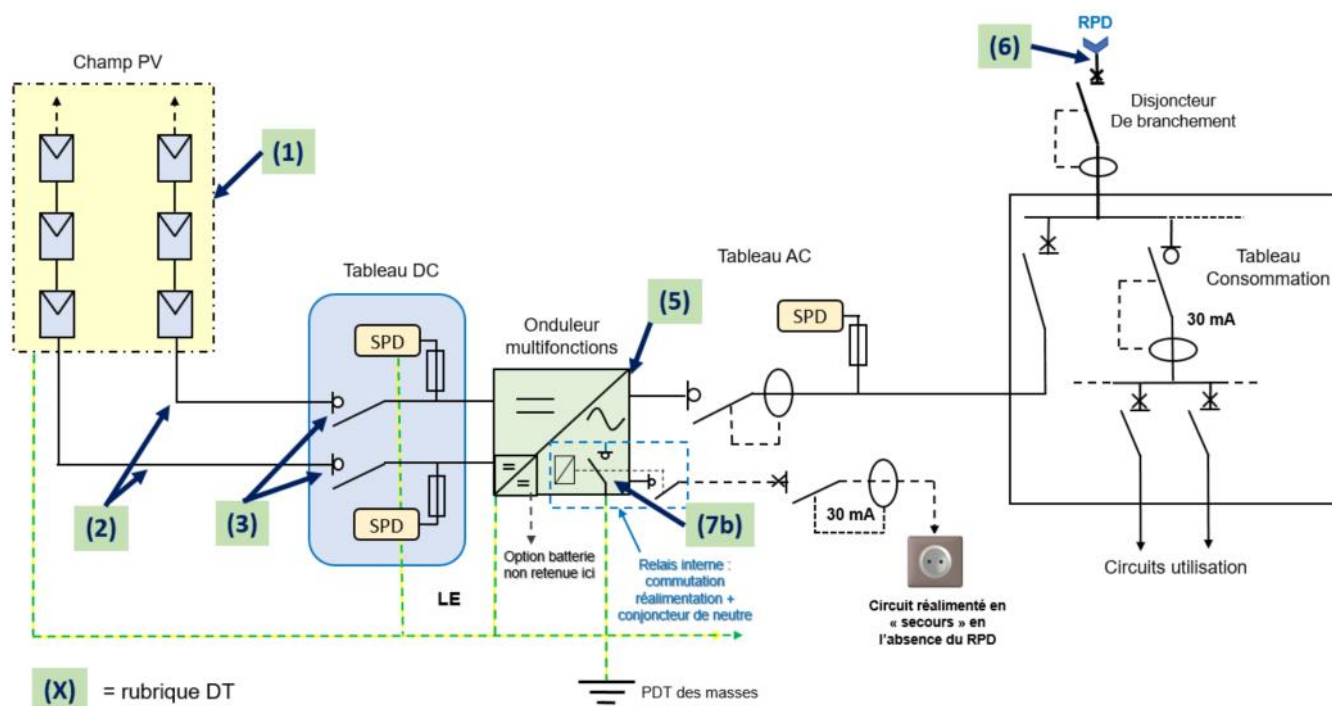 RPD
(6)
Champ PV
Disjoncteur
De branchement
(1)
Tableau DC
Tableau AC
Tableau
Consommation
(5)
SPD
Onduleur
multifonctions
SPD
30 mA
(2)
(3)
SPD
(7b)
30 mA
Option batterie
non retenue ici
Relais interne :
commutation
réalimentation +
conjoncteur de neutre
Circuits utilisation
LE
Circuit réalimenté en
« secours » en
l'absence du RPD
(X) = rubrique DT
PDT des masses